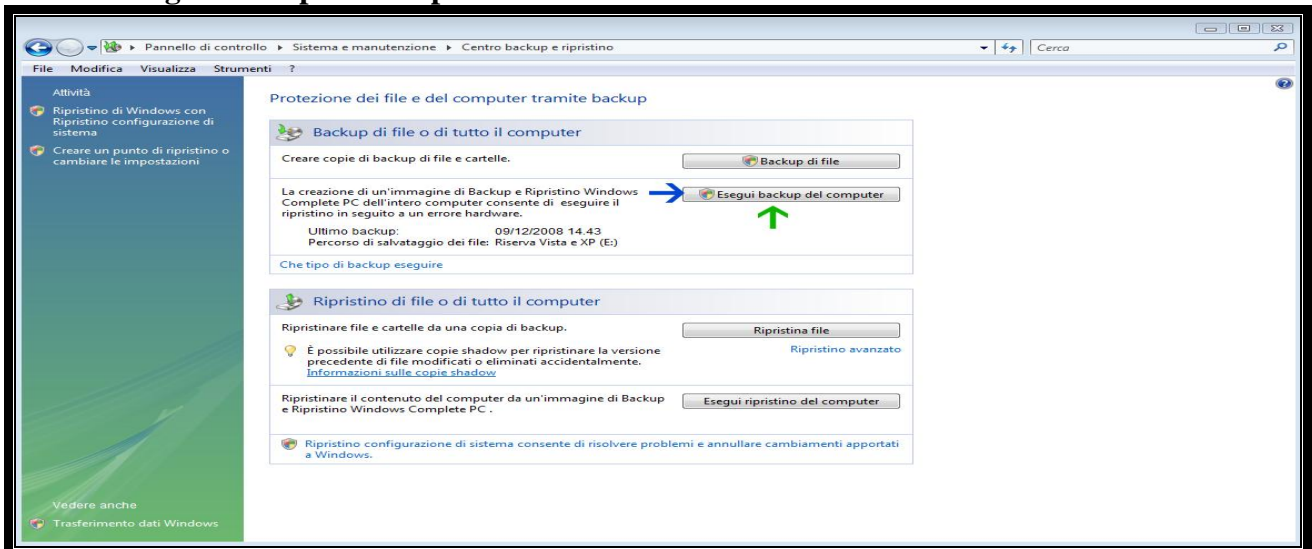 Pannello di controllo ▸ Sistema e manutenzione ▸ Centro backup e ripristino
Cerca
File Modifica Visualizza Strumenti ?
Attività
Ripristino di Windows con
Ripristino configurazione di
sistema
Creare un punto di ripristino o
cambiare le impostazioni
Protezione dei file e del computer tramite backup
Backup di file o di tutto il computer
Creare copie di backup di file e cartelle.
Backup di file
La creazione di un'immagine di Backup e Ripristino Windows
Complete PC dell'intero computer consente di eseguire il
ripristino in seguito a un errore hardware.
Esegui backup del computer
Ultimo backup: 09/12/2008 14.43
Percorso di salvataggio dei file: Riserva Vista e XP (E:)
Che tipo di backup eseguire
Ripristino di file o di tutto il computer
Ripristinare file e cartelle da una copia di backup.
Ripristina file
È possibile utilizzare copie shadow per ripristinare la versione
precedente di file modificati o eliminati accidentalmente.
Informazioni sulle copie shadow
Ripristino avanzato
Ripristinare il contenuto del computer da un'immagine di Backup
e Ripristino Windows Complete PC .
Esegui ripristino del computer
Ripristino configurazione di sistema consente di risolvere problemi e annullare cambiamenti apportati
a Windows.
Vedere anche
Trasferimento dati Windows